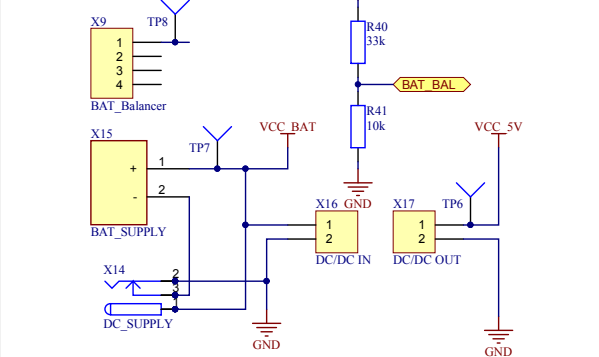 X9
TP8
1
2
3
4
BAT_Balancer
R40
33k
BAT_BAL
R41
10k
GND
X15
+ 1
- 2
BAT_SUPPLY
TP7
VCC_BAT
VCC_5V
X16
1
2
DC/DC IN
X17
1
2
DC/DC OUT
TP6
X14
2
3
1
DC_SUPPLY
GND
GND